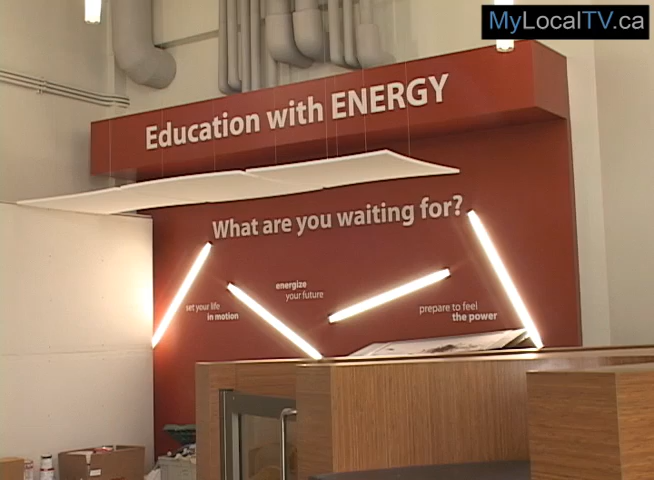 MyLocalTV.ca
Education with ENERGY
What are you waiting for?
set your life
in motion
energize
your future
prepare to feel
the power